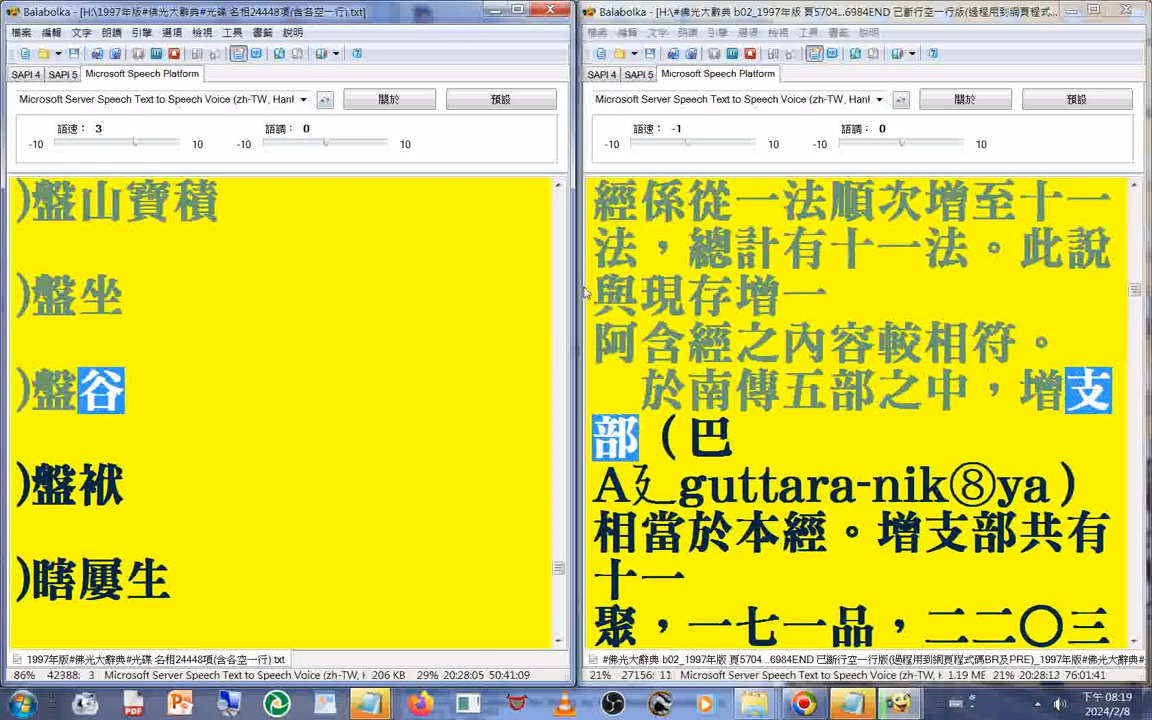 Balabolka - [H:\1997年版#佛光大辭典#光碟 名相24448項(含各空一行).txt]
檔案 編輯 文字 朗讀 引擎 選項 檢視 工具 書籤 說明
SAPI 4 SAPI 5 Microsoft Speech Platform
Microsoft Server Speech Text to Speech Voice (zh-TW, Hanl 關於 預設
語速： 3 語調： 0
-10 10 -10 10
)盤山寶積
)盤坐
)盤谷
)盤袱
)瞎屢生
1997年版#佛光大辭典#光碟 名相24448項(含各空一行).txt
86% 42388: 3 Microsoft Server Speech Text to Speech Voice (zh-TW, Ha 206 KB 29% 20:28:05 50:41:09
Balabolka - [H:\#佛光大辭典 b02_1997年版 頁5704...6984END 已斷行空一行版(過程用到網頁程式...
檔案 編輯 文字 朗讀 引擎 選項 檢視 工具 書籤 說明
SAPI 4 SAPI 5 Microsoft Speech Platform
Microsoft Server Speech Text to Speech Voice (zh-TW, Hanl 關於 預設
語速： -1 語調： 0
-10 10 -10 10
經係從一法順次增至十一
法，總計有十一法。此說
與現存增一
阿含經之內容較相符。
於南傳五部之中，增支
部（巴
A廴guttara-nik⑧ya）
相當於本經。增支部共有
十一
聚，一七一品，二二〇三
#佛光大辭典 b02_1997年版 頁5704...6984END 已斷行空一行版(過程用到網頁程式碼BR及PRE)_1997年版#佛光大辭典#
21% 27156: 11 Microsoft Server Speech Text to Speech Voice (zh-TW, H 1.19 ME 21% 20:28:12 76:01:41
下午 08:19
2024/2/8